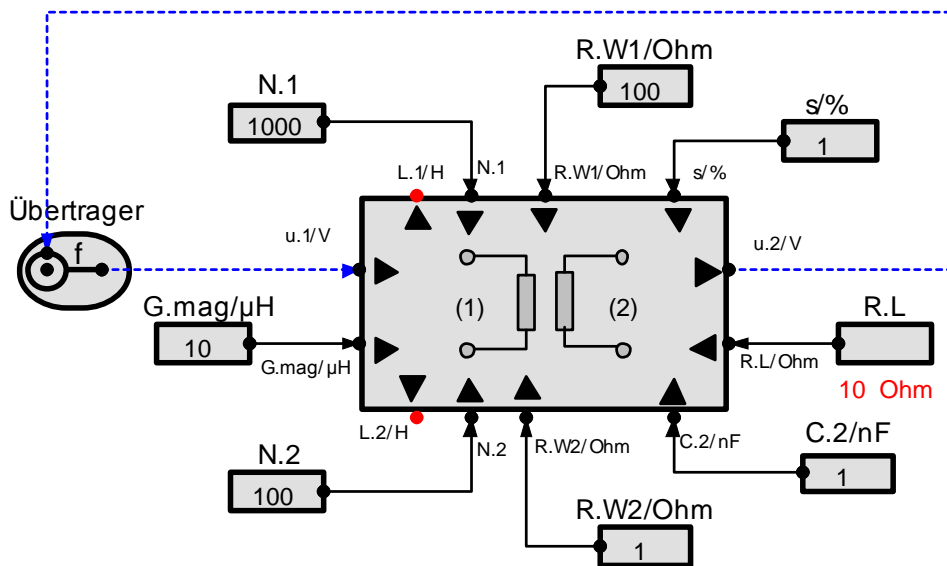 R.W1/Ohm
100
N.1
1000
s/%
1
L.1/H
N.1
R.W1/Ohm
s/%
Übertrager
f
u.1/V
u.2/V
G.mag/µH
10
G.mag/µH
(1)
(2)
R.L
R.L/Ohm
10 Ohm
L.2/H
N.2
R.W2/Ohm
C.2/nF
N.2
100
C.2/nF
1
R.W2/Ohm
1